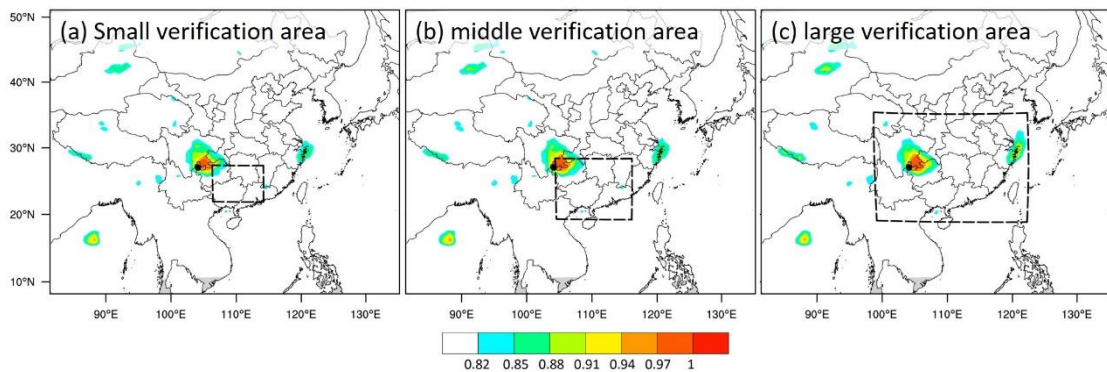 (a) Small verification area
(b) middle verification area
(c) large verification area
50°N
40°N
30°N
20°N
10°N
90°E 100°E 110°E 120°E 130°E
90°E 100°E 110°E 120°E 130°E
90°E 100°E 110°E 120°E 130°E
0.82 0.85 0.88 0.91 0.94 0.97 1